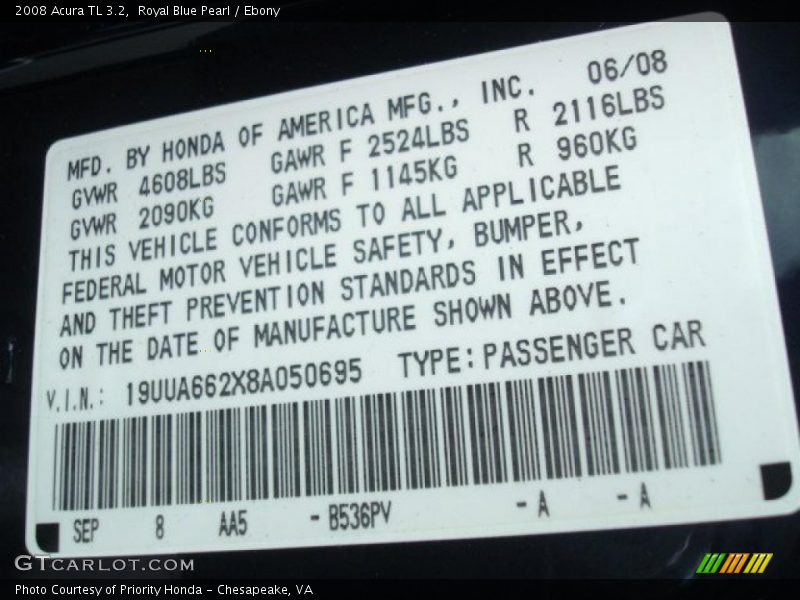 2008 Acura TL 3.2,  Royal Blue Pearl / Ebony
MFD. BY HONDA OF AMERICA MFG., INC. 06/08
GVWR 4608LBS GAWR F 2524LBS R 2116LBS
GVWR 2090KG GAWR F 1145KG R 960KG
THIS VEHICLE CONFORMS TO ALL APPLICABLE
FEDERAL MOTOR VEHICLE SAFETY, BUMPER,
AND THEFT PREVENTION STANDARDS IN EFFECT
ON THE DATE OF MANUFACTURE SHOWN ABOVE.
V.I.N.: 19UUA662X8A050695 TYPE: PASSENGER CAR
SEP 8 AA5 - B536PV - A - A
GTCARLOT.COM
Photo Courtesy of Priority Honda - Chesapeake, VA